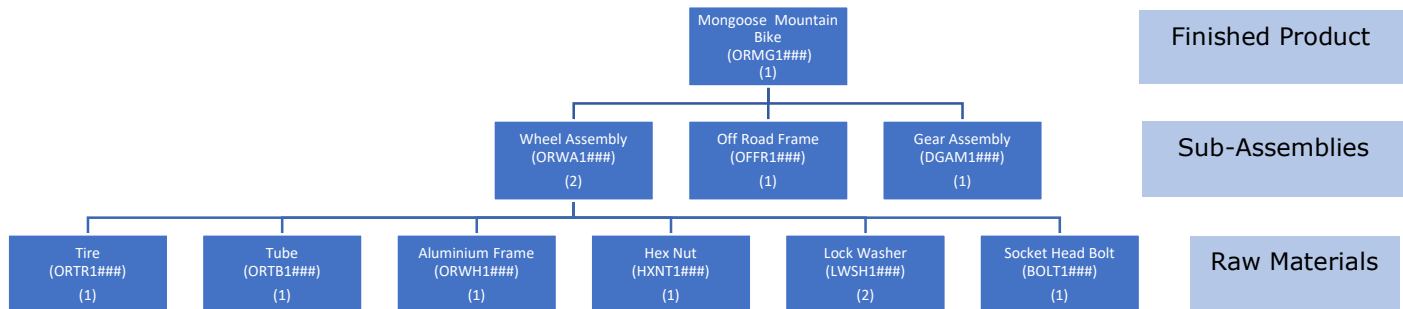 Mongoose Mountain
Bike
(ORMG1###)
(1)
Finished Product
Wheel Assembly
(ORWA1###)
(2)
Off Road Frame
(OFFR1###)
(1)
Gear Assembly
(DGAM1###)
(1)
Sub-Assemblies
Tire
(ORTR1###)
(1)
Tube
(ORTB1###)
(1)
Aluminium Frame
(ORWH1###)
(1)
Hex Nut
(HXNT1###)
(1)
Lock Washer
(LWSH1###)
(2)
Socket Head Bolt
(BOLT1###)
(1)
Raw Materials